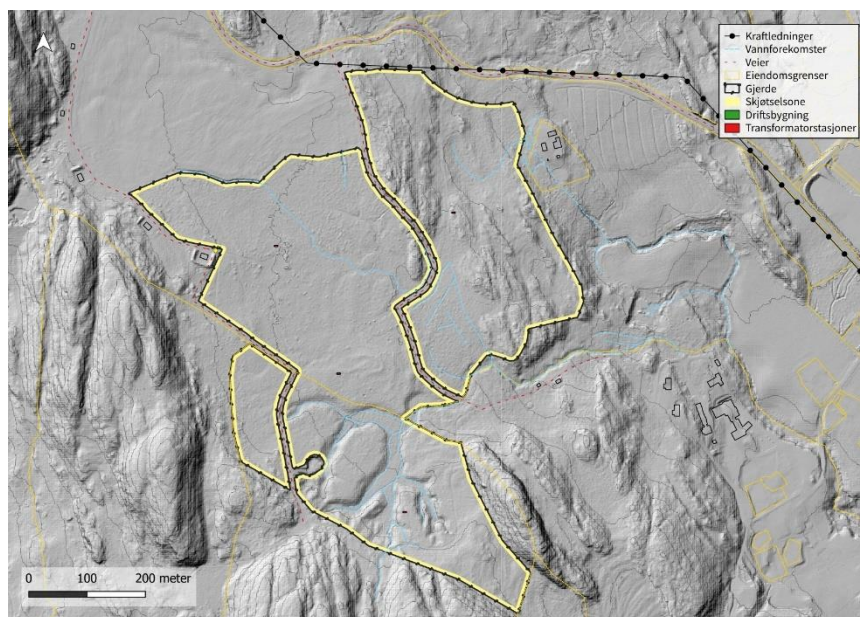 Kraftledninger
Vannforekomster
Veier
Eiendomsgrenser
Gjerde
Skjøtselsone
Driftsbygning
Transformatorstasjoner
0 100 200 meter